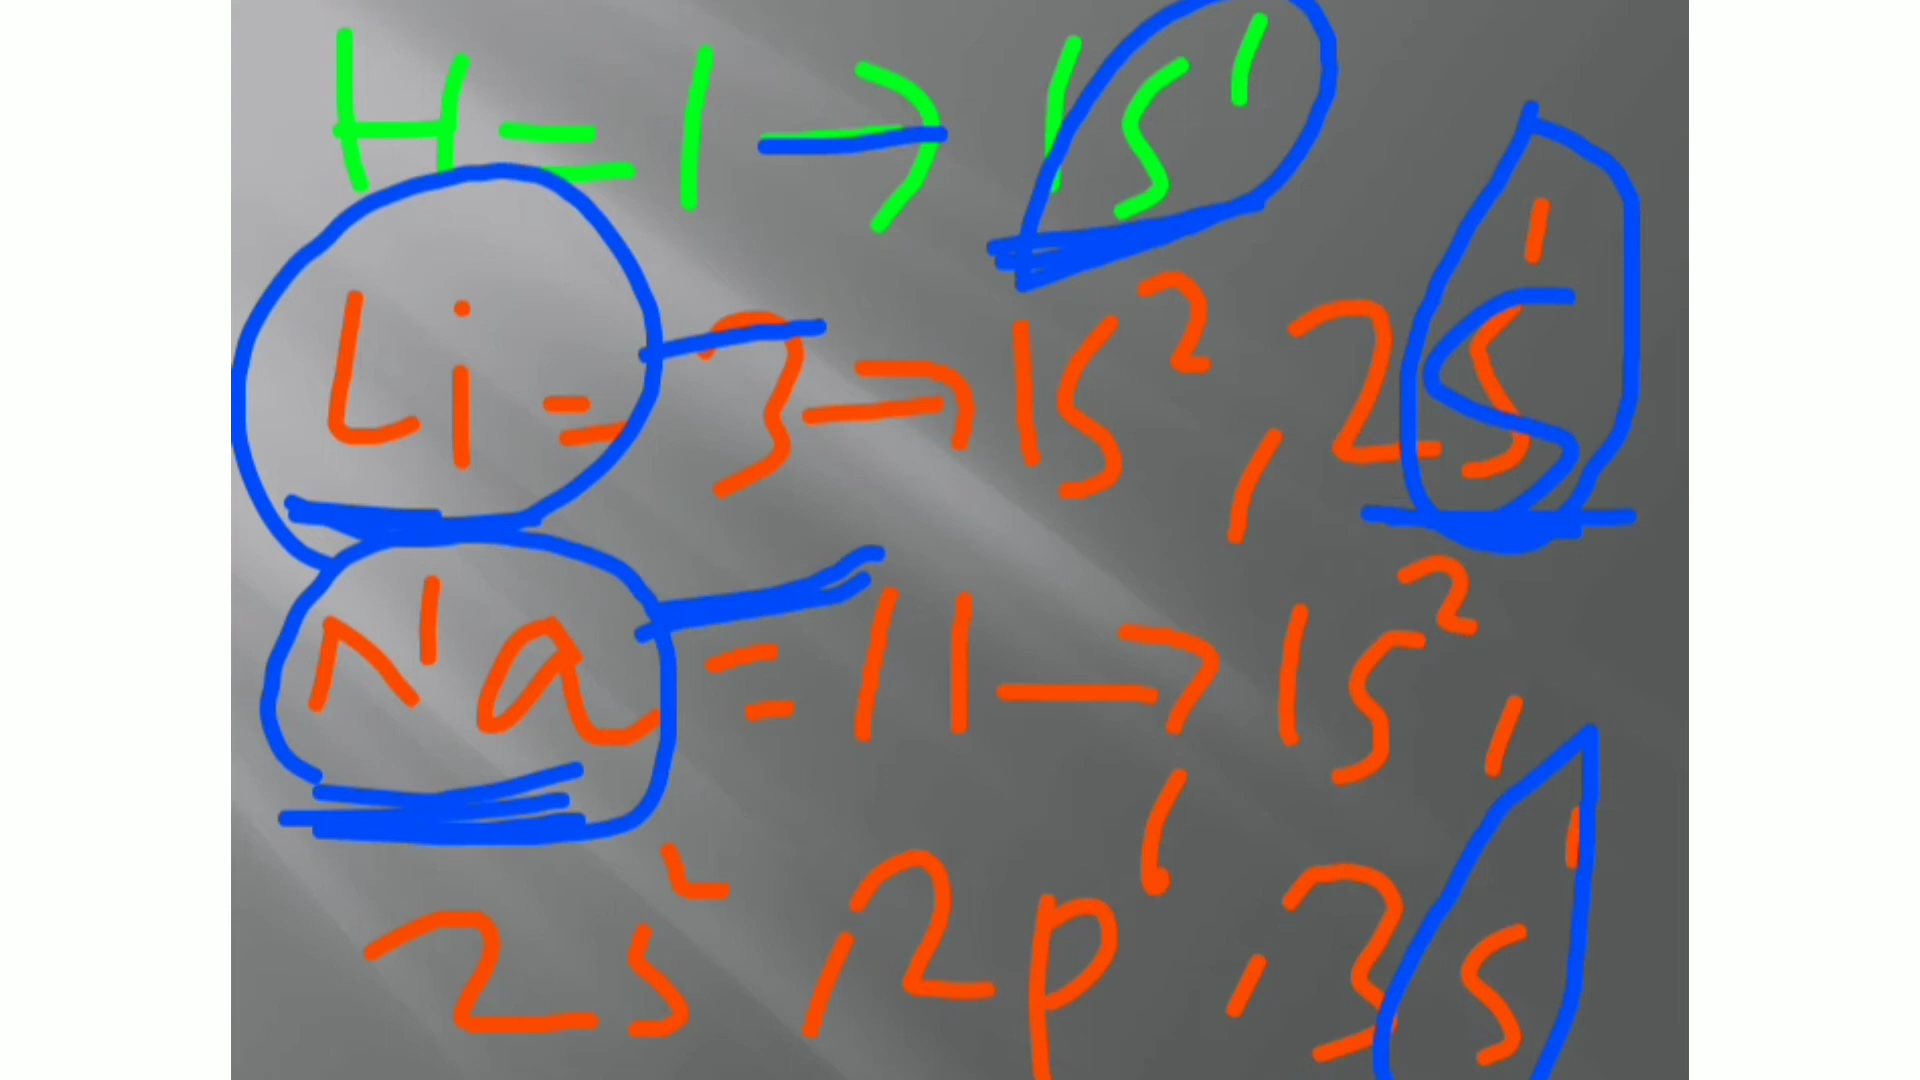 H = 1 → 1s¹
Li = 3 → 1s², 2s¹
Na = 11 → 1s²,
2s², 2p⁶, 3s¹